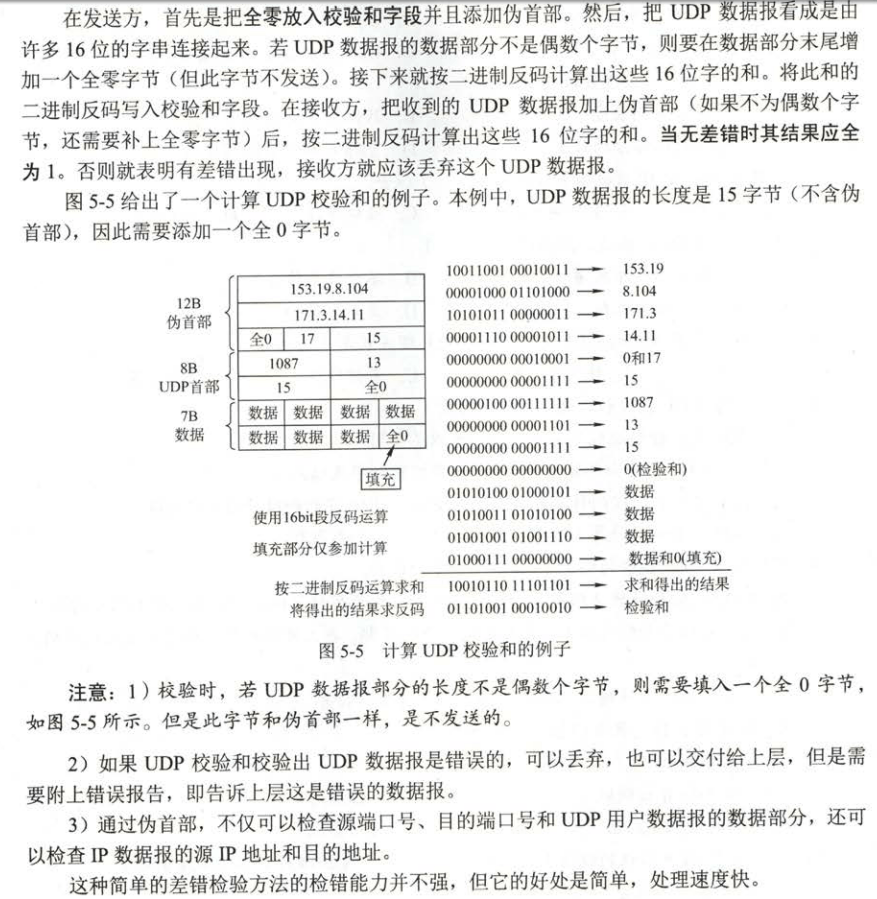 在发送方，首先是把全零放入校验和字段并且添加伪首部。然后，把 UDP 数据报看成是由
许多 16 位的字串连接起来。若 UDP 数据报的数据部分不是偶数个字节，则要在数据部分末尾增
加一个全零字节（但此字节不发送）。接下来就按二进制反码计算出这些 16 位字的和。将此和的
二进制反码写入校验和字段。在接收方，把收到的 UDP 数据报加上伪首部（如果不为偶数个字
节，还需要补上全零字节）后，按二进制反码计算出这些 16 位字的和。当无差错时其结果应全
为 1。否则就表明有差错出现，接收方就应该丢弃这个 UDP 数据报。
图 5-5 给出了一个计算 UDP 校验和的例子。本例中，UDP 数据报的长度是 15 字节（不含伪
首部），因此需要添加一个全 0 字节。
12B
伪首部
153.19.8.104
171.3.14.11
全0 17 15
8B
UDP首部
1087 13
15 全0
7B
数据
数据 数据 数据 数据
数据 数据 数据 全0
填充
使用16bit段反码运算
填充部分仅参加计算
10011001 00010011 → 153.19
00001000 01101000 → 8.104
10101011 00000011 → 171.3
00001110 00001011 → 14.11
00000000 00010001 → 0和17
00000000 00001111 → 15
00000100 00111111 → 1087
00000000 00001101 → 13
00000000 00001111 → 15
00000000 00000000 → 0(检验和)
01010100 01000101 → 数据
01010011 01010100 → 数据
01001001 01001110 → 数据
01000111 00000000 → 数据和0(填充)
按二进制反码运算求和 10010110 11101101 → 求和得出的结果
将得出的结果求反码 01101001 00010010 → 检验和
图 5-5 计算 UDP 校验和的例子
注意：1）校验时，若 UDP 数据报部分的长度不是偶数个字节，则需要填入一个全 0 字节，
如图 5-5 所示。但是此字节和伪首部一样，是不发送的。
2）如果 UDP 校验和校验出 UDP 数据报是错误的，可以丢弃，也可以交付给上层，但是需
要附上错误报告，即告诉上层这是错误的数据报。
3）通过伪首部，不仅可以检查源端口号、目的端口号和 UDP 用户数据报的数据部分，还可
以检查 IP 数据报的源 IP 地址和目的地址。
这种简单的差错检验方法的检错能力并不强，但它的好处是简单，处理速度快。